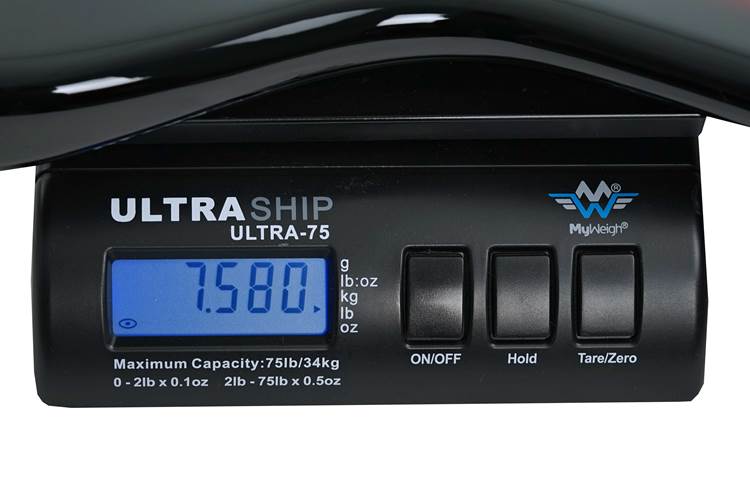 ULTRASHIP
ULTRA-75
MW®
MyWeigh®
7.580
g
lb:oz
kg
lb
oz
ON/OFF
Hold
Tare/Zero
Maximum Capacity:75lb/34kg
0 - 2lb x 0.1oz 2lb - 75lb x 0.5oz